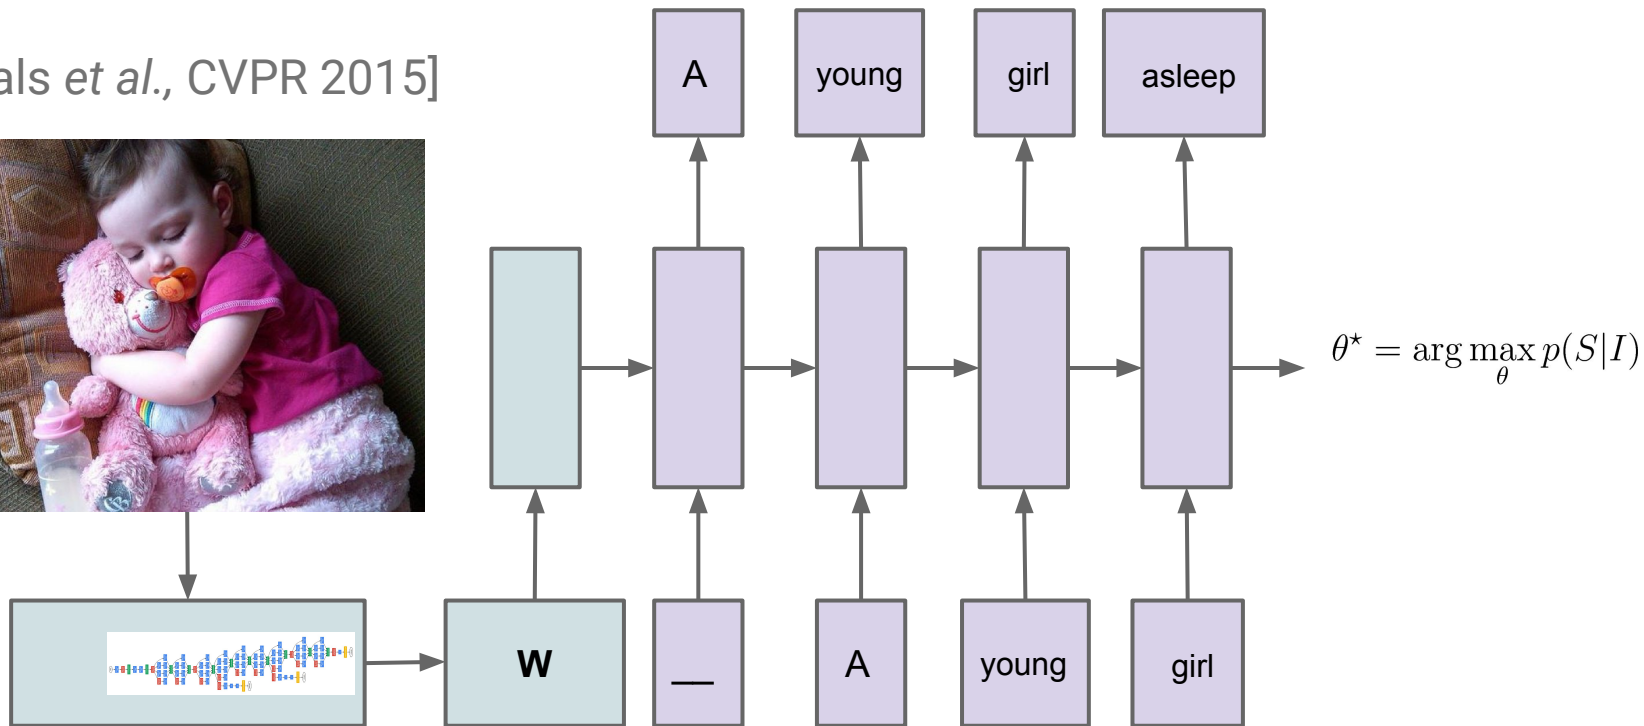 als et al., CVPR 2015]
A young girl asleep
θ* = arg max p(S|I)
θ
W __ A young girl